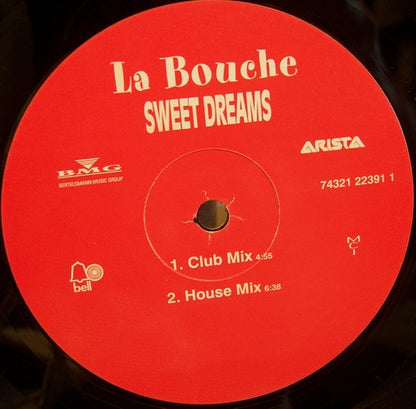 La Bouche
SWEET DREAMS
BMG
BERTELSMANN MUSIC GROUP
ARISTA
74321 22391 1
bell
MCI
1. Club Mix 4:55
2. House Mix 6:38